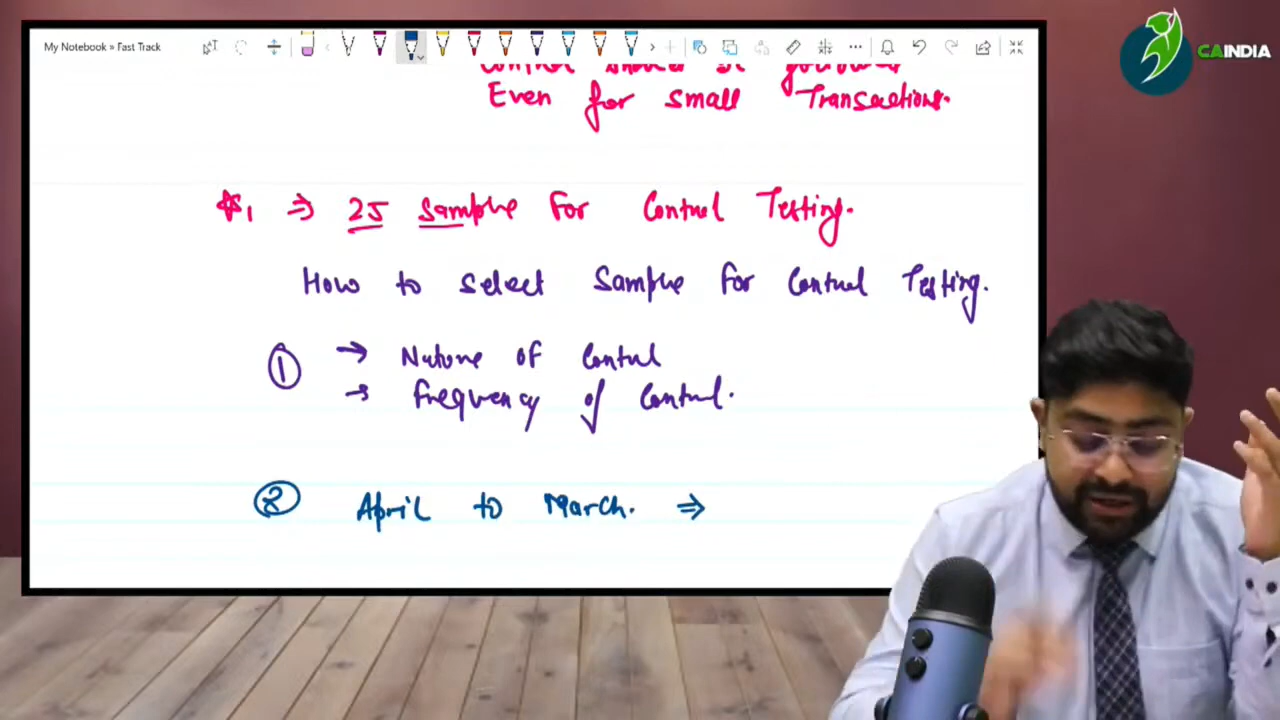 My Notebook » Fast Track
CAINDIA
Even for small Transactions.
*1 ⇒ 25 Sample For Control Testing.
How to select Sample for Control Testing.
① → Nature of Control
→ Frequency of Control.
② April to March. ⇒